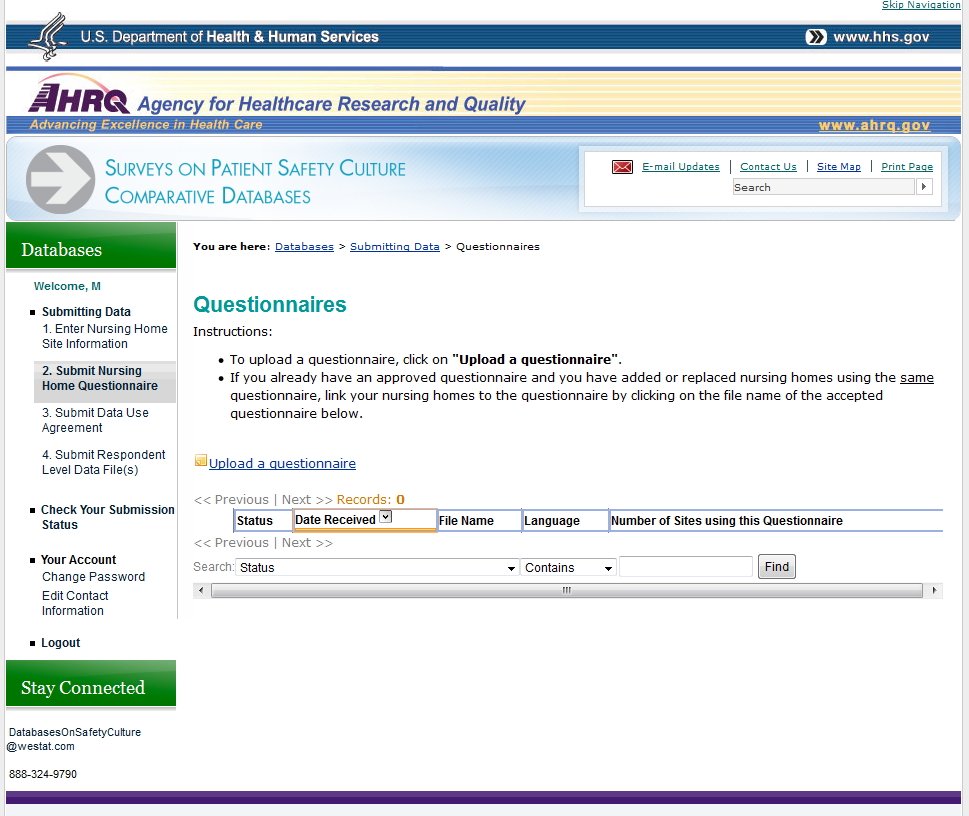 Skip Navigation
U.S. Department of Health & Human Services
www.hhs.gov
AHRQ Agency for Healthcare Research and Quality
Advancing Excellence in Health Care
www.ahrq.gov
SURVEYS ON PATIENT SAFETY CULTURE
COMPARATIVE DATABASES
E-mail Updates | Contact Us | Site Map | Print Page
Search
Databases
Welcome, M
Submitting Data
1. Enter Nursing Home
Site Information
2. Submit Nursing
Home Questionnaire
3. Submit Data Use
Agreement
4. Submit Respondent
Level Data File(s)
Check Your Submission
Status
Your Account
Change Password
Edit Contact
Information
Logout
Stay Connected
DatabasesOnSafetyCulture
@westat.com
888-324-9790
You are here: Databases > Submitting Data > Questionnaires
Questionnaires
Instructions:
• To upload a questionnaire, click on "Upload a questionnaire".
• If you already have an approved questionnaire and you have added or replaced nursing homes using the same
questionnaire, link your nursing homes to the questionnaire by clicking on the file name of the accepted
questionnaire below.
Upload a questionnaire
<< Previous | Next >> Records: 0
Status Date Received File Name Language Number of Sites using this Questionnaire
<< Previous | Next >>
Search: Status Contains Find